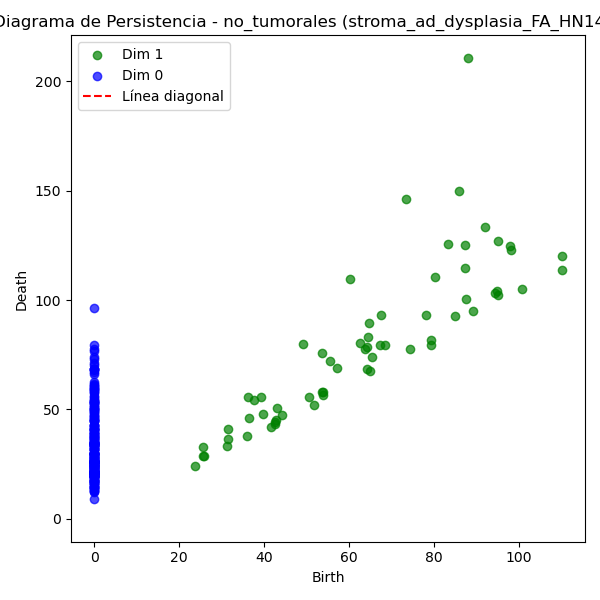 Diagrama de Persistencia - no_tumorales (stroma_ad_dysplasia_FA_HN14
Dim 1
Dim 0
Línea diagonal
Death
200
150
100
50
0
0 20 40 60 80 100
Birth